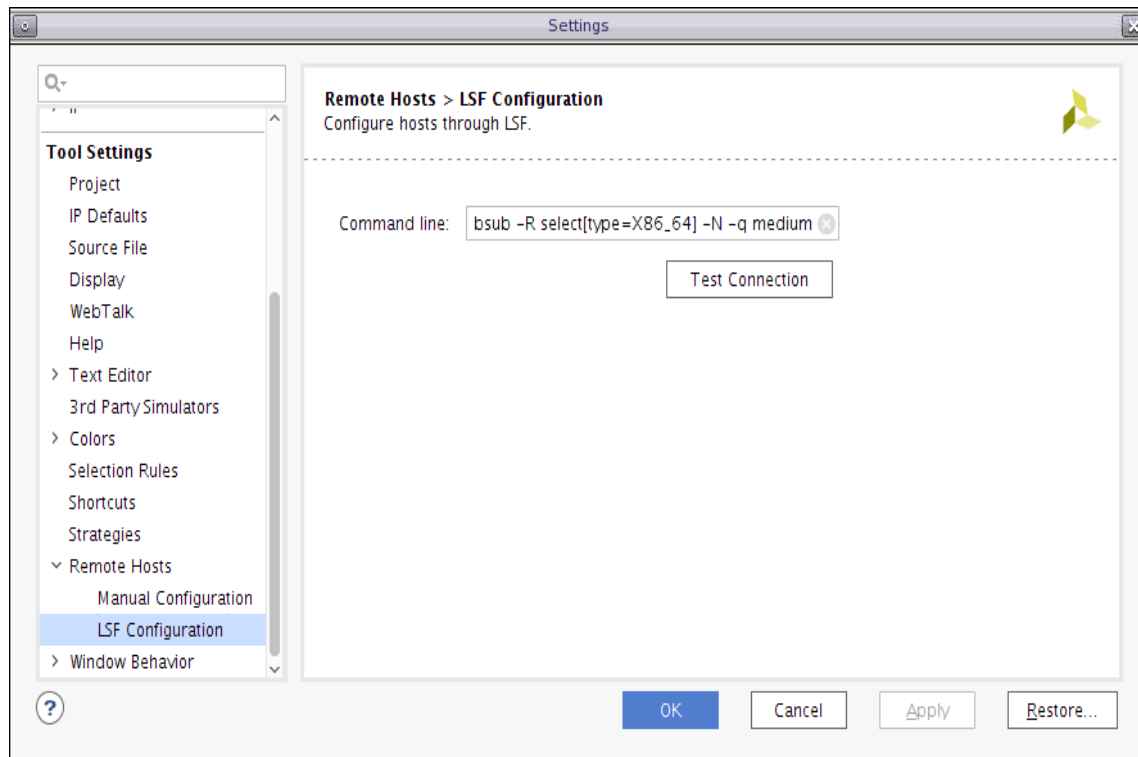 Settings
Remote Hosts > LSF Configuration
Configure hosts through LSF.
Tool Settings
Project
IP Defaults
Source File
Display
WebTalk
Help
> Text Editor
3rd Party Simulators
> Colors
Selection Rules
Shortcuts
Strategies
Remote Hosts
Manual Configuration
LSF Configuration
> Window Behavior
Command line: bsub -R select[type=X86_64] -N -q medium
Test Connection
?
OK Cancel Apply Restore...